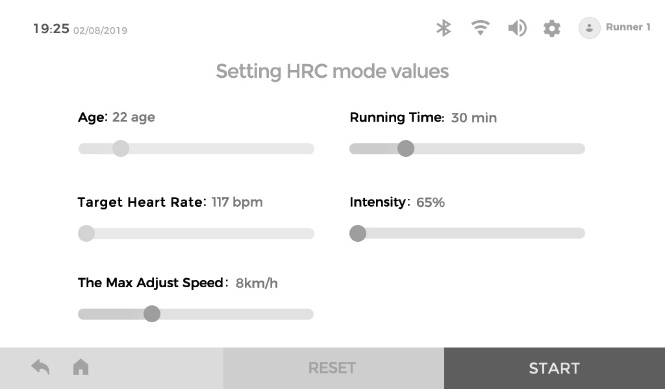 19:25 02/08/2019
Runner 1
Setting HRC mode values
Age: 22 age
Running Time: 30 min
Target Heart Rate: 117 bpm
Intensity: 65%
The Max Adjust Speed: 8km/h
RESET
START